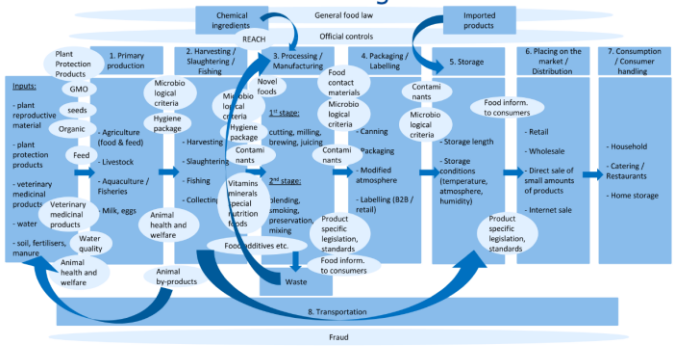 Chemical
ingredients
General food law
Imported
products
Official controls
REACH
Plant
Protection
Products
1. Primary
production
2. Harvesting /
Slaughtering /
Fishing
3. Processing /
Manufacturing
4. Packaging /
Labelling
5. Storage
6. Placing on the
market /
Distribution
7. Consumption
/ Consumer
handling
Inputs:
- plant
reproductive
material
- plant
protection
products
- veterinary
medicinal
products
- water
- soil, fertilisers,
manure
GMO
seeds
Organic
Feed
Veterinary
medicinal
products
Water
quality
Animal
health and
welfare
- Agriculture
(food & feed)
- Livestock
- Aquaculture /
Fisheries
- Milk, eggs
Microbio
logical
criteria
Hygiene
package
Animal
health and
welfare
Animal
by-products
- Harvesting
- Slaughtering
- Fishing
- Collecting
Microbio
logical
criteria
Hygiene
package
Contami
nants
Vitamins
minerals
special
nutrition
foods
Food additives etc.
Novel
foods
1st stage:
cutting, milling,
brewing, juicing
2nd stage:
blending,
smoking,
preservation,
mixing
Waste
Food
contact
materials
Microbio
logical
criteria
Contami
nants
Product
specific
legislation,
standards
Food inform.
to consumers
- Canning
- Packaging
- Modified
atmosphere
- Labelling (B2B /
retail)
Contami
nants
Microbio
logical
criteria
- Storage length
- Storage
conditions
(temperature,
atmosphere,
humidity)
Food inform.
to consumers
Product
specific
legislation,
standards
- Retail
- Wholesale
- Direct sale of
small amounts
of products
- Internet sale
- Household
- Catering /
Restaurants
- Home storage
8. Transportation
Fraud